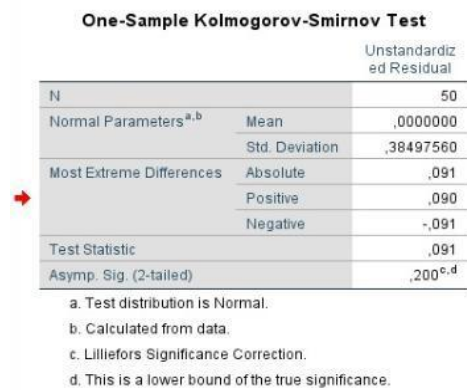 One-Sample Kolmogorov-Smirnov Test
Unstandardiz
ed Residual
N 50
Normal Parameters a,b Mean ,0000000
Std. Deviation ,38497560
Most Extreme Differences Absolute ,091
Positive ,090
Negative -,091
Test Statistic ,091
Asymp. Sig. (2-tailed) ,200 c,d
a. Test distribution is Normal.
b. Calculated from data.
c. Lilliefors Significance Correction.
d. This is a lower bound of the true significance.